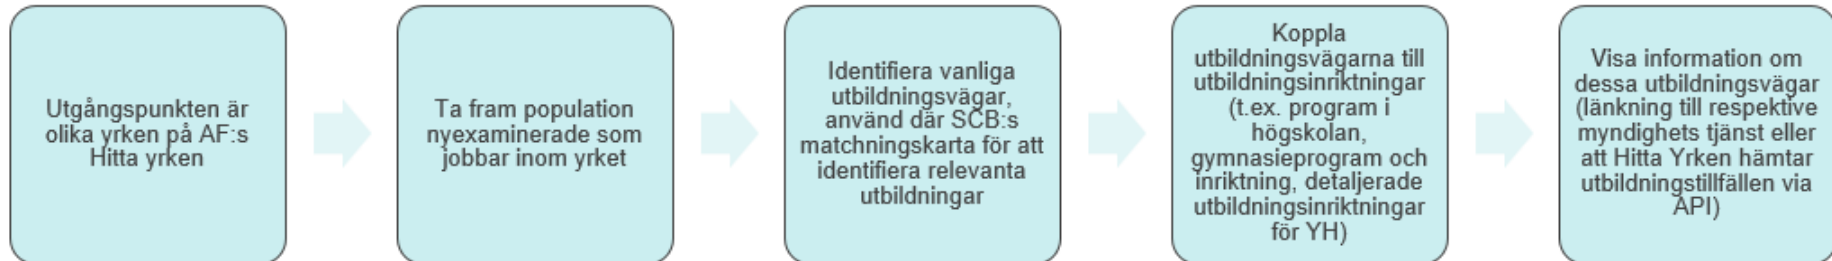 Utgångspunkten är
olika yrken på AF:s
Hitta yrken
Ta fram population
nyexaminerade som
jobbar inom yrket
Identifiera vanliga
utbildningsvägar,
använd där SCB:s
matchningskarta för att
identifiera relevanta
utbildningar
Koppla
utbildningsvägarna till
utbildningsinriktningar
(t.ex. program i
högskolan,
gymnasieprogram och
inriktning, detaljerade
utbildningsinriktningar
för YH)
Visa information om
dessa utbildningsvägar
(länkning till respektive
myndighets tjänst eller
att Hitta Yrken hämtar
utbildningstillfällen via
API)